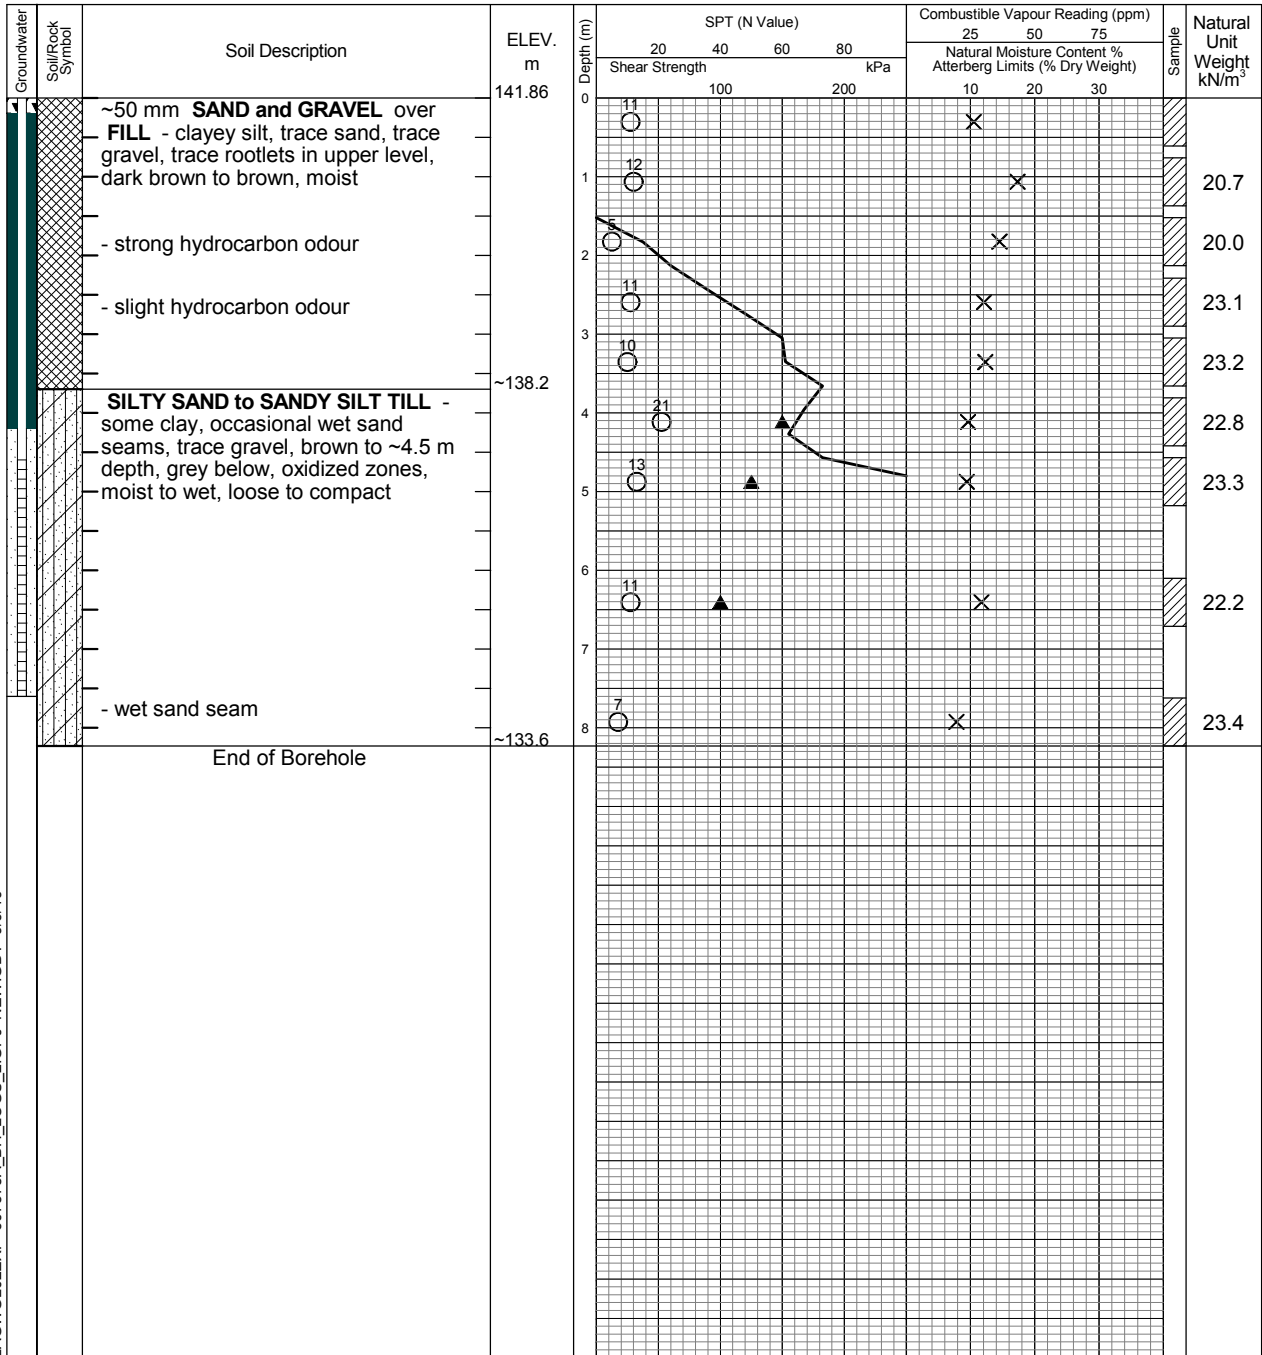 Groundwater
Soil/Rock
Symbol
Soil Description
ELEV.
m
141.86
Depth (m)
SPT (N Value)
20 40 60 80
Shear Strength kPa
100 200
Combustible Vapour Reading (ppm)
25 50 75
Natural Moisture Content %
Atterberg Limits (% Dry Weight)
10 20 30
Sample
Natural
Unit
Weight
kN/m3
0
~50 mm SAND and GRAVEL over
FILL - clayey silt, trace sand, trace
gravel, trace rootlets in upper level,
dark brown to brown, moist
11
12
1
20.7
- strong hydrocarbon odour
5
20.0
2
- slight hydrocarbon odour
11
23.1
3
10
23.2
~138.2
SILTY SAND to SANDY SILT TILL -
some clay, occasional wet sand
seams, trace gravel, brown to ~4.5 m
depth, grey below, oxidized zones,
moist to wet, loose to compact
21
4
22.8
13
23.3
5
6
11
22.2
7
- wet sand seam
7
23.4
8
~133.6
End of Borehole